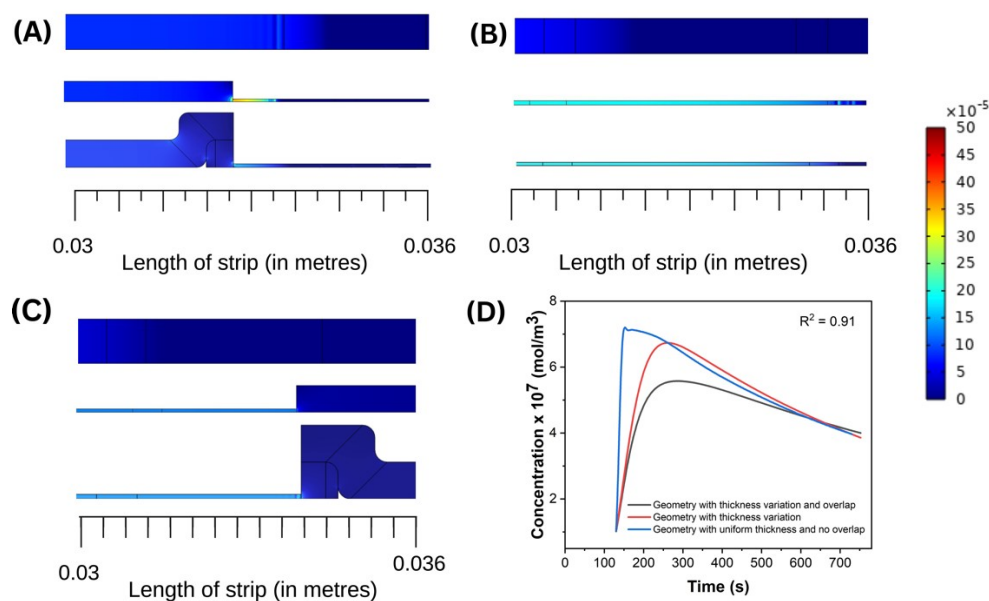 (A)
0.03
0.036
Length of strip (in metres)
(B)
0.03
0.036
Length of strip (in metres)
×10⁻⁵
50
45
40
35
30
25
20
15
10
5
0
(C)
0.03
0.036
Length of strip (in metres)
(D)
Concentration x 10⁷ (mol/m³)
8
6
4
2
R² = 0.91
Geometry with thickness variation and overlap
Geometry with thickness variation
Geometry with uniform thickness and no overlap
0 100 200 300 400 500 600 700
Time (s)